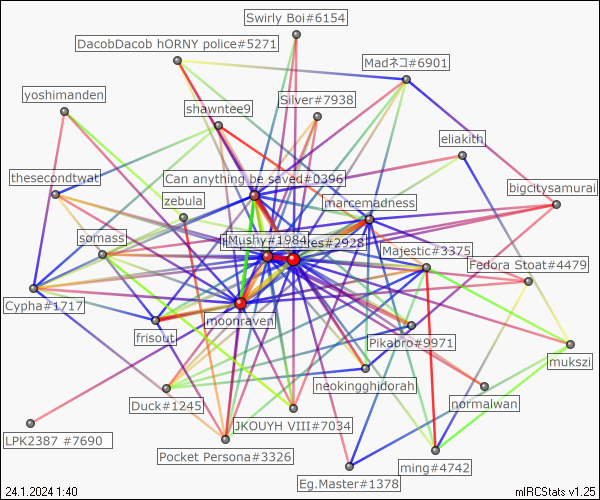 Swirly Boi#6154
DacobDacob hORNY police#5271
Madネコ#6901
yoshimanden
Silver#7938
shawntee9
eliakith
thesecondtwat
Can anything be saved#0396
bigcitysamurai
zebula
marcemadness
somass
Mushy#1984
es#2928
Majestic#3375
Fedora Stoat#4479
Cypha#1717
moonraven
frisout
Pikabro#9971
mukszi
neokingghidorah
normalwan
Duck#1245
JKOUYH VIII#7034
LPK2387 #7690
Pocket Persona#3326
ming#4742
Eg.Master#1378
24.1.2024 1:40
mIRCStats v1.25